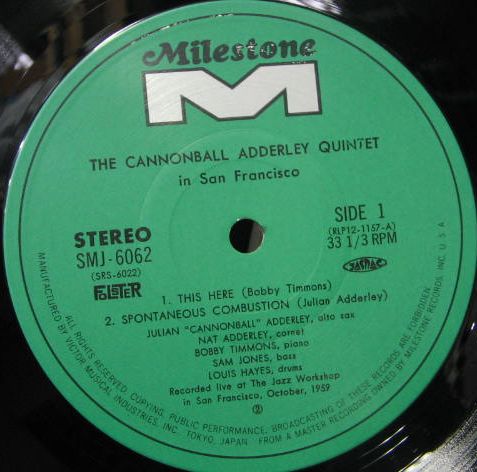 Milestone
M
THE CANNONBALL ADDERLEY QUINTET
in San Francisco
STEREO
SMJ-6062
(SRS-6022)
SIDE 1
(RLP12-1157-A)
33 1/3 RPM
1. THIS HERE (Bobby Timmons)
2. SPONTANEOUS COMBUSTION (Julian Adderley)
JULIAN "CANNONBALL" ADDERLEY, alto sax
NAT ADDERLEY, cornet
BOBBY TIMMONS, piano
SAM JONES, bass
LOUIS HAYES, drums
Recorded live at The Jazz Workshop
in San Francisco, October, 1959
MANUFACTURED BY VICTOR MUSICAL INDUSTRIES, INC. TOKYO, JAPAN FROM A MASTER RECORDING OWNED BY MILESTONE RECORDS, INC. U.S.A.
ALL RIGHTS RESERVED. COPYING, PUBLIC PERFORMANCE, BROADCASTING OF THESE RECORDS ARE FORBIDDEN.